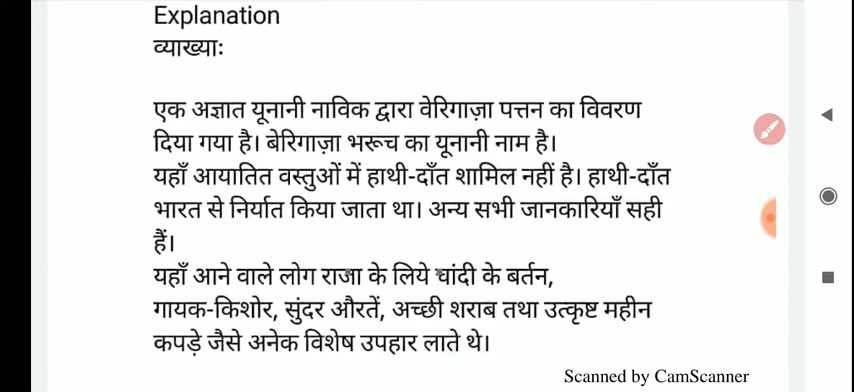 Explanation
व्याख्याः
एक अज्ञात यूनानी नाविक द्वारा वेरिगाज़ा पत्तन का विवरण
दिया गया है। बेरिगाज़ा भरूच का यूनानी नाम है।
यहाँ आयातित वस्तुओं में हाथी-दाँत शामिल नहीं है। हाथी-दाँत
भारत से निर्यात किया जाता था। अन्य सभी जानकारियाँ सही
हैं।
यहाँ आने वाले लोग राजा के लिये चांदी के बर्तन,
गायक-किशोर, सुंदर औरतें, अच्छी शराब तथा उत्कृष्ट महीन
कपड़े जैसे अनेक विशेष उपहार लाते थे।
Scanned by CamScanner